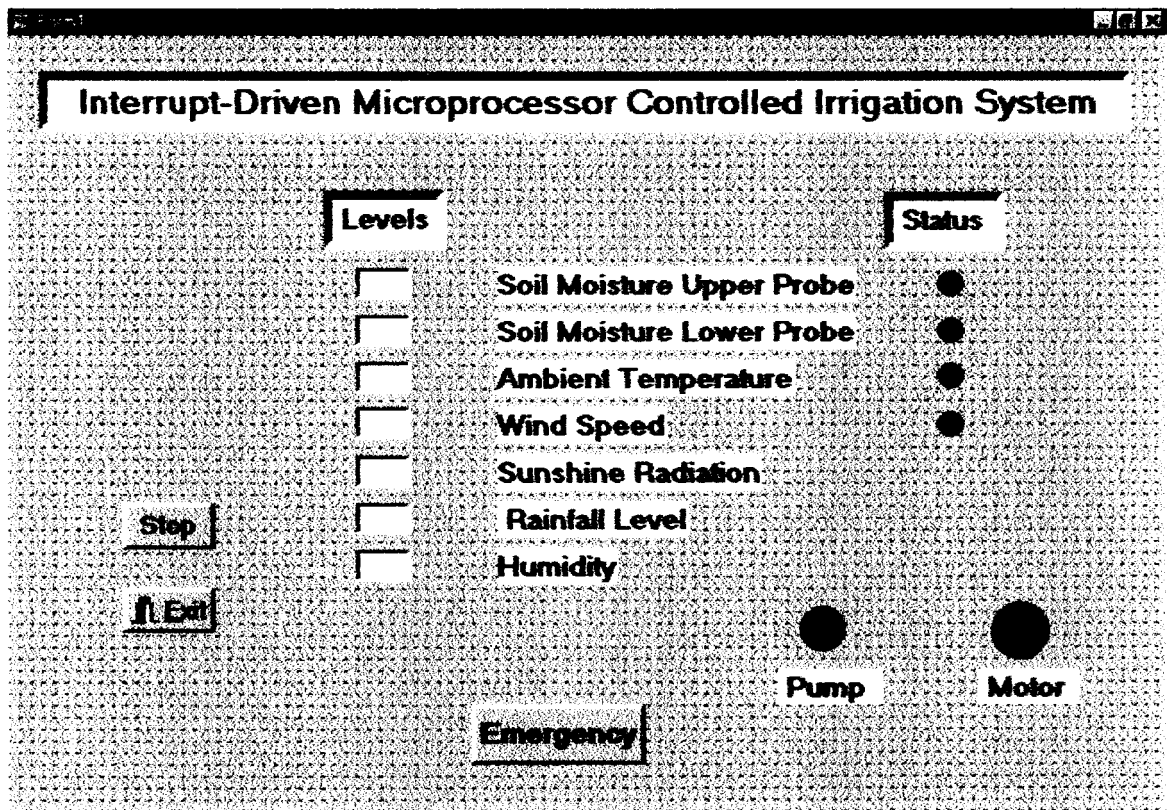 Interrupt-Driven Microprocessor Controlled Irrigation System
Levels
Status
Soil Moisture Upper Probe
Soil Moisture Lower Probe
Ambient Temperature
Wind Speed
Sunshine Radiation
Rainfall Level
Humidity
Stop
Exit
Pump
Motor
Emergency